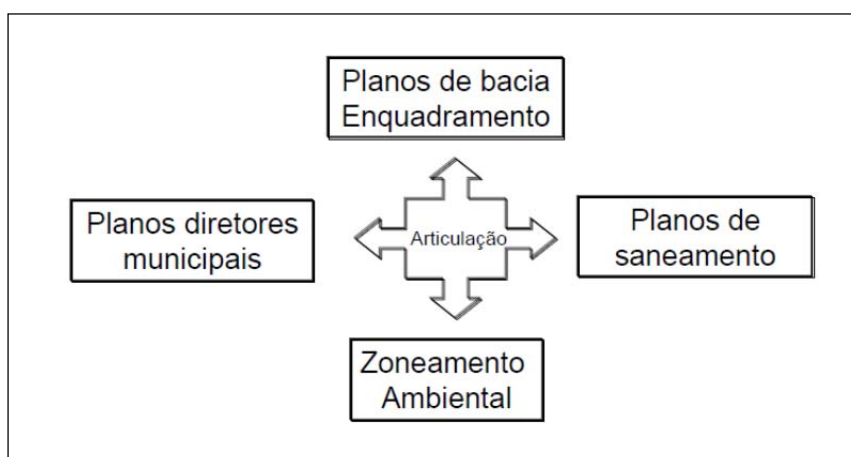 Planos de bacia
Enquadramento
Planos diretores
municipais
Articulação
Planos de
saneamento
Zoneamento
Ambiental